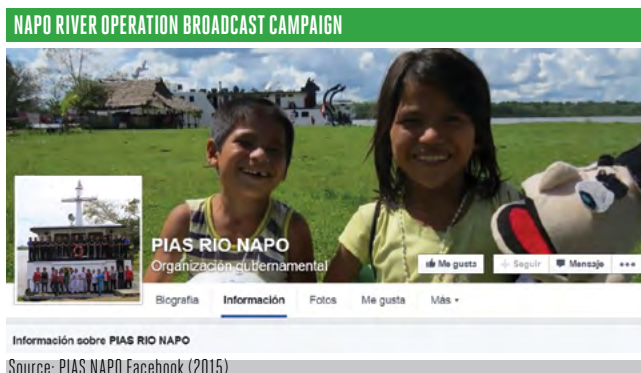 NAPO RIVER OPERATION BROADCAST CAMPAIGN
PIAS RIO NAPO
Organización gubernamental
Me gusta
Seguir
Mensaje
Biografía
Información
Fotos
Me gusta
Más
Información sobre PIAS RIO NAPO
Source: PIAS NAPO Facebook (2015)